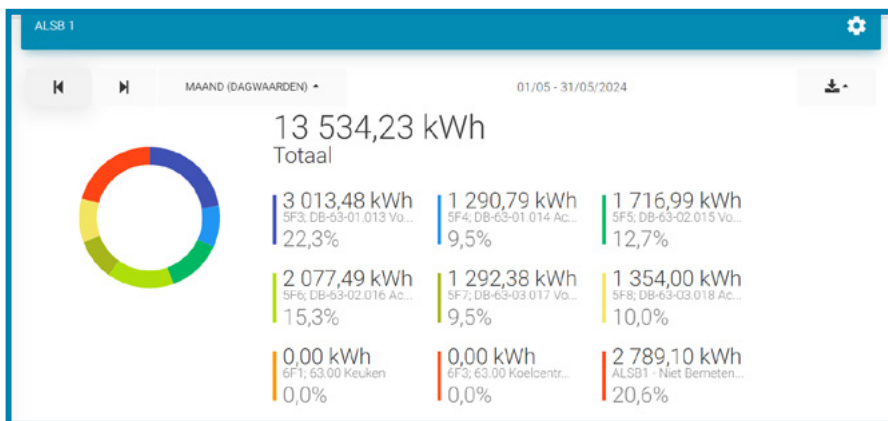 ALSB 1
MAAND (DAGWAARDEN)
01/05 - 31/05/2024
13 534,23 kWh
Totaal
3 013,48 kWh
5F3; DB-63-01.013 Vo...
22,3%
1 290,79 kWh
5F4; DB-63-01.014 Ac...
9,5%
1 716,99 kWh
5F5; DB-63-02.015 Vo...
12,7%
2 077,49 kWh
5F6; DB-63-02.016 Ac...
15,3%
1 292,38 kWh
5F7; DB-63-03.017 Vo...
9,5%
1 354,00 kWh
5F8; DB-63-03.018 Ac...
10,0%
0,00 kWh
6F1; 63.00 Keuken
0,0%
0,00 kWh
6F3; 63.00 Koelcentr...
0,0%
2 789,10 kWh
ALSB1 - Niet Bemeten...
20,6%